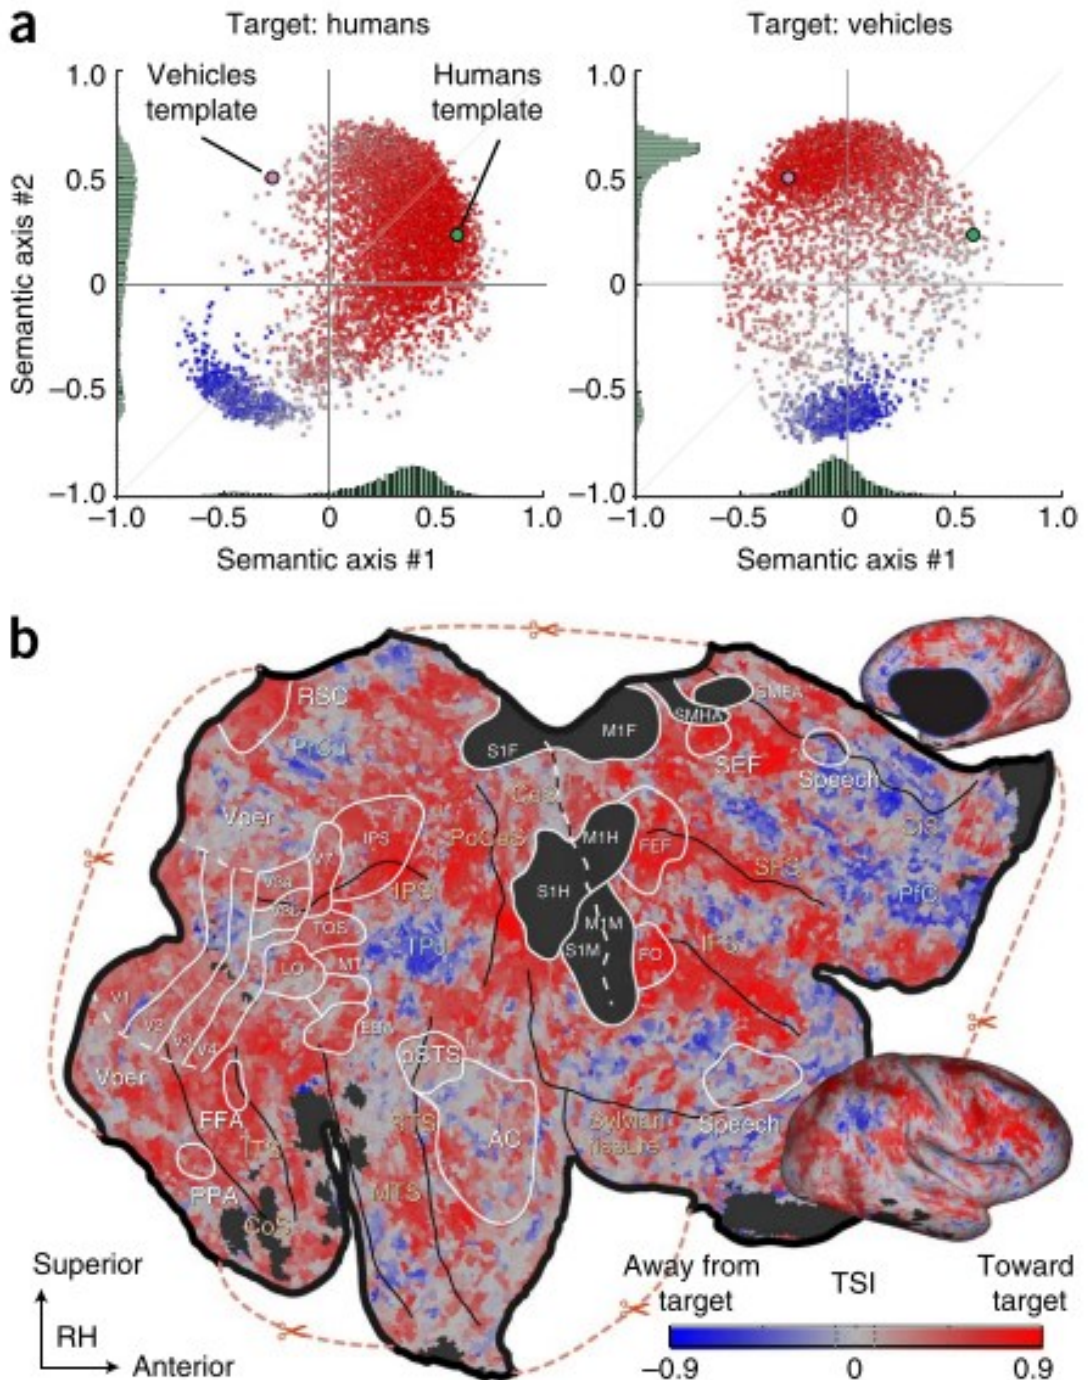 a
Target: humans
Target: vehicles
Vehicles
template
Humans
template
1.0
0.5
0
−0.5
−1.0
Semantic axis #2
−1.0
−0.5
0
0.5
1.0
Semantic axis #1
1.0
0.5
0
−0.5
−1.0
−1.0
−0.5
0
0.5
1.0
Semantic axis #1
b
RSC
PrCu
S1F
M1F
SMHA
SMFA
SEF
Speech
CiS
Vper
CeS
PoCeS
IPS
V7
M1H
FEF
V3a
V3b
IPS
S1H
SFS
PfC
TOS
TPJ
M1M
S1M
FO
IFS
LO
MT
V1
V2
V3
V4
EBA
Vper
pSTS
FFA
ITS
STS
AC
Sylvian
fissure
Speech
PPA
MTS
CoS
Superior
RH
Anterior
Away from
target
TSI
Toward
target
−0.9
0
0.9